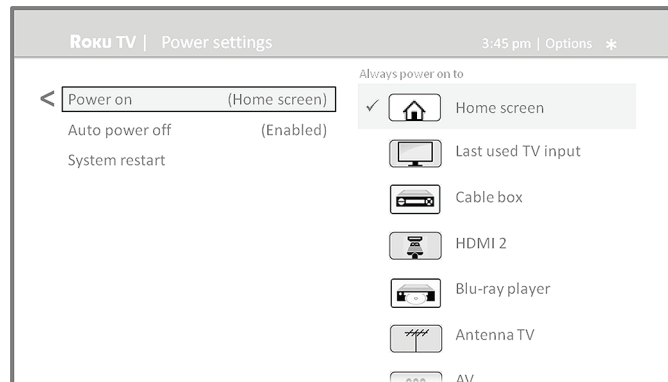 ROKU TV | Power settings
3:45 pm | Options *
Always power on to
< Power on (Home screen)
Auto power off (Enabled)
System restart
✓ Home screen
Last used TV input
Cable box
HDMI 2
Blu-ray player
Antenna TV
AV